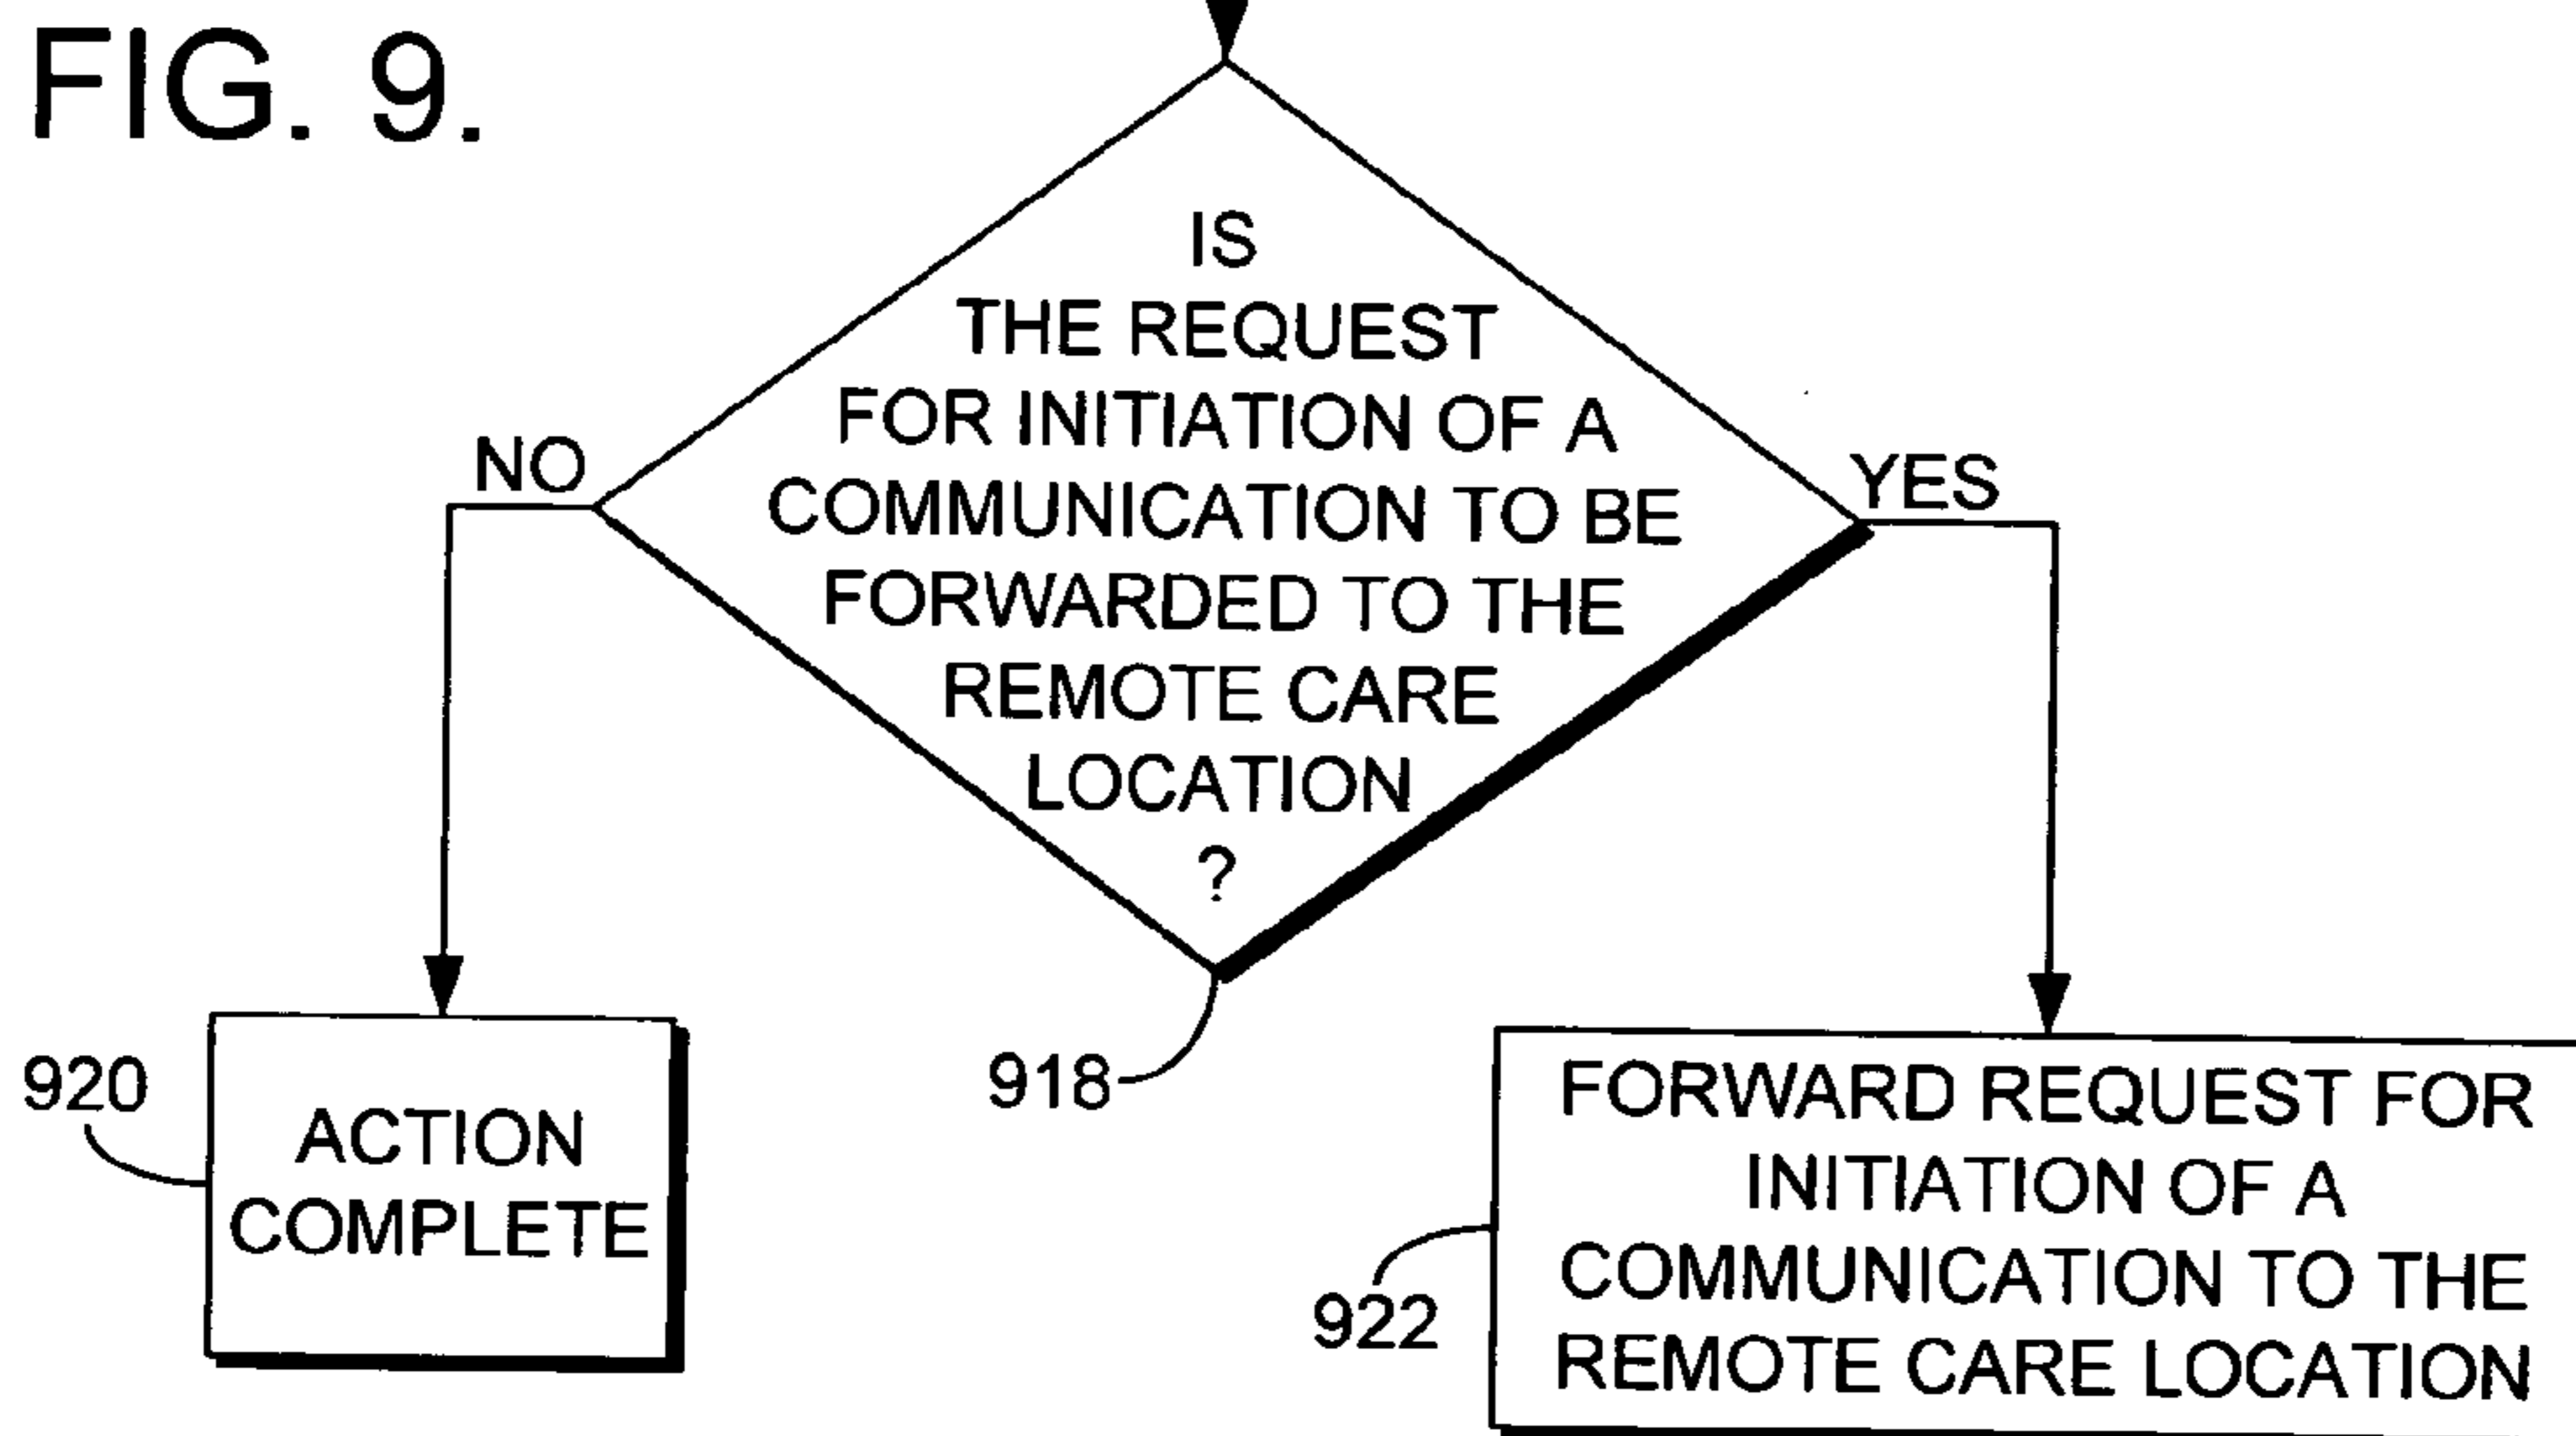 FIG. 9.
IS
THE REQUEST
FOR INITIATION OF A
COMMUNICATION TO BE
FORWARDED TO THE
REMOTE CARE
LOCATION
?
NO
YES
918
920
ACTION
COMPLETE
922
FORWARD REQUEST FOR
INITIATION OF A
COMMUNICATION TO THE
REMOTE CARE LOCATION